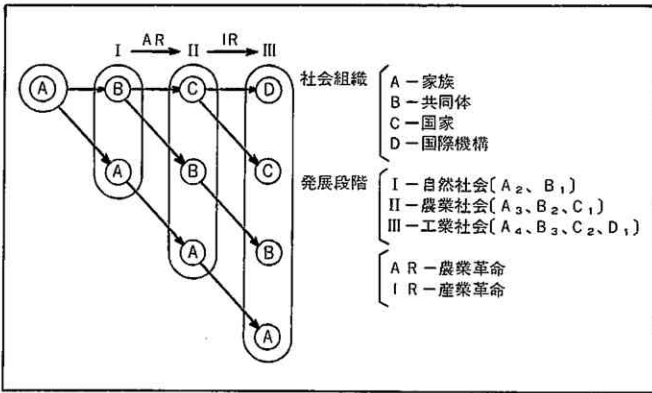 I AR II IR III
A B C D
A B C
A B
A
社会組織
A－家族
B－共同体
C－国家
D－国際機構
発展段階
I－自然社会〔A₂、B₁〕
II－農業社会〔A₃、B₂、C₁〕
III－工業社会〔A₄、B₃、C₂、D₁〕
AR－農業革命
IR－産業革命